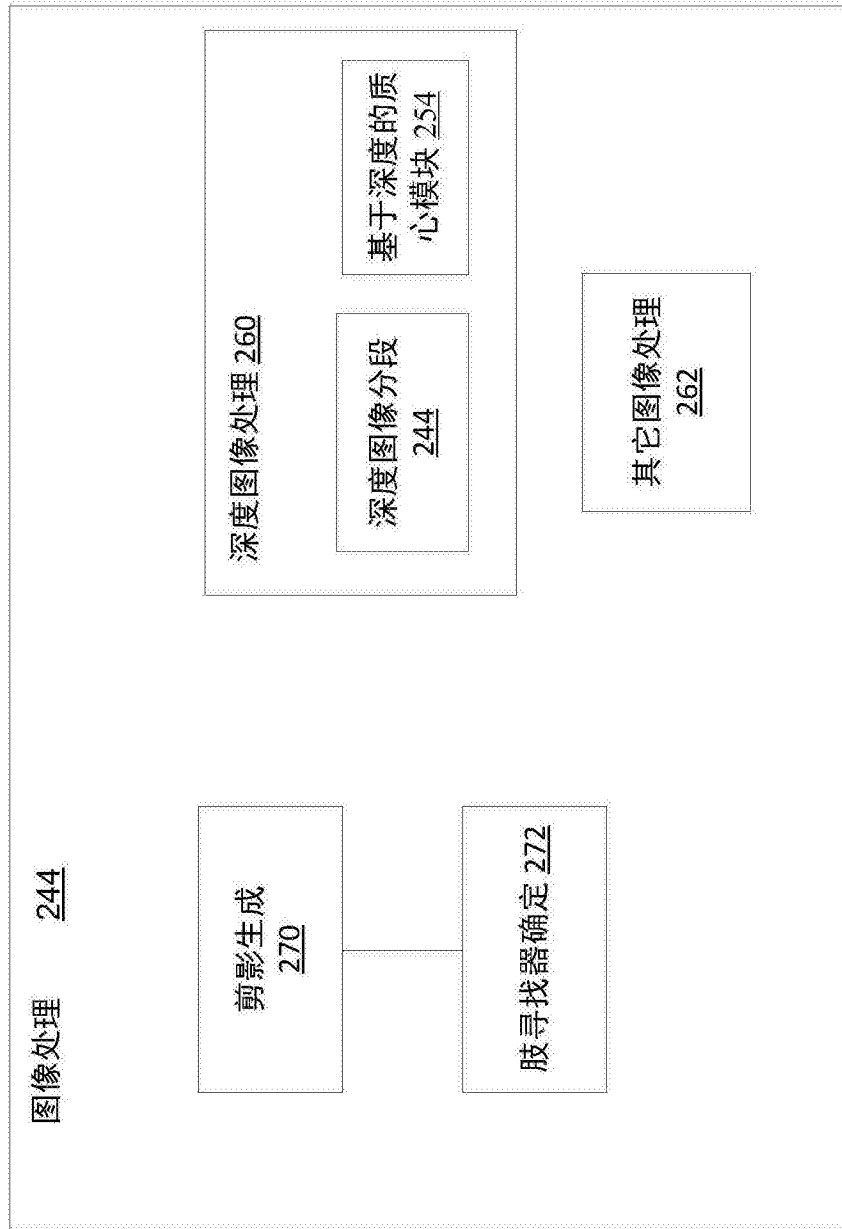 图像处理 244
剪影生成
270
肢寻找器确定 272
深度图像处理 260
深度图像分段
244
基于深度的质
心模块 254
其它图像处理
262